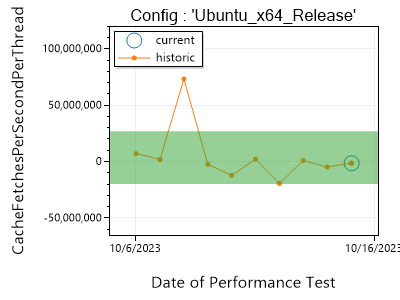 Config : 'Ubuntu_x64_Release'
current
historic
CacheFetchesPerSecondPerThread
100,000,000
50,000,000
0
-50,000,000
10/6/2023
10/16/2023
Date of Performance Test